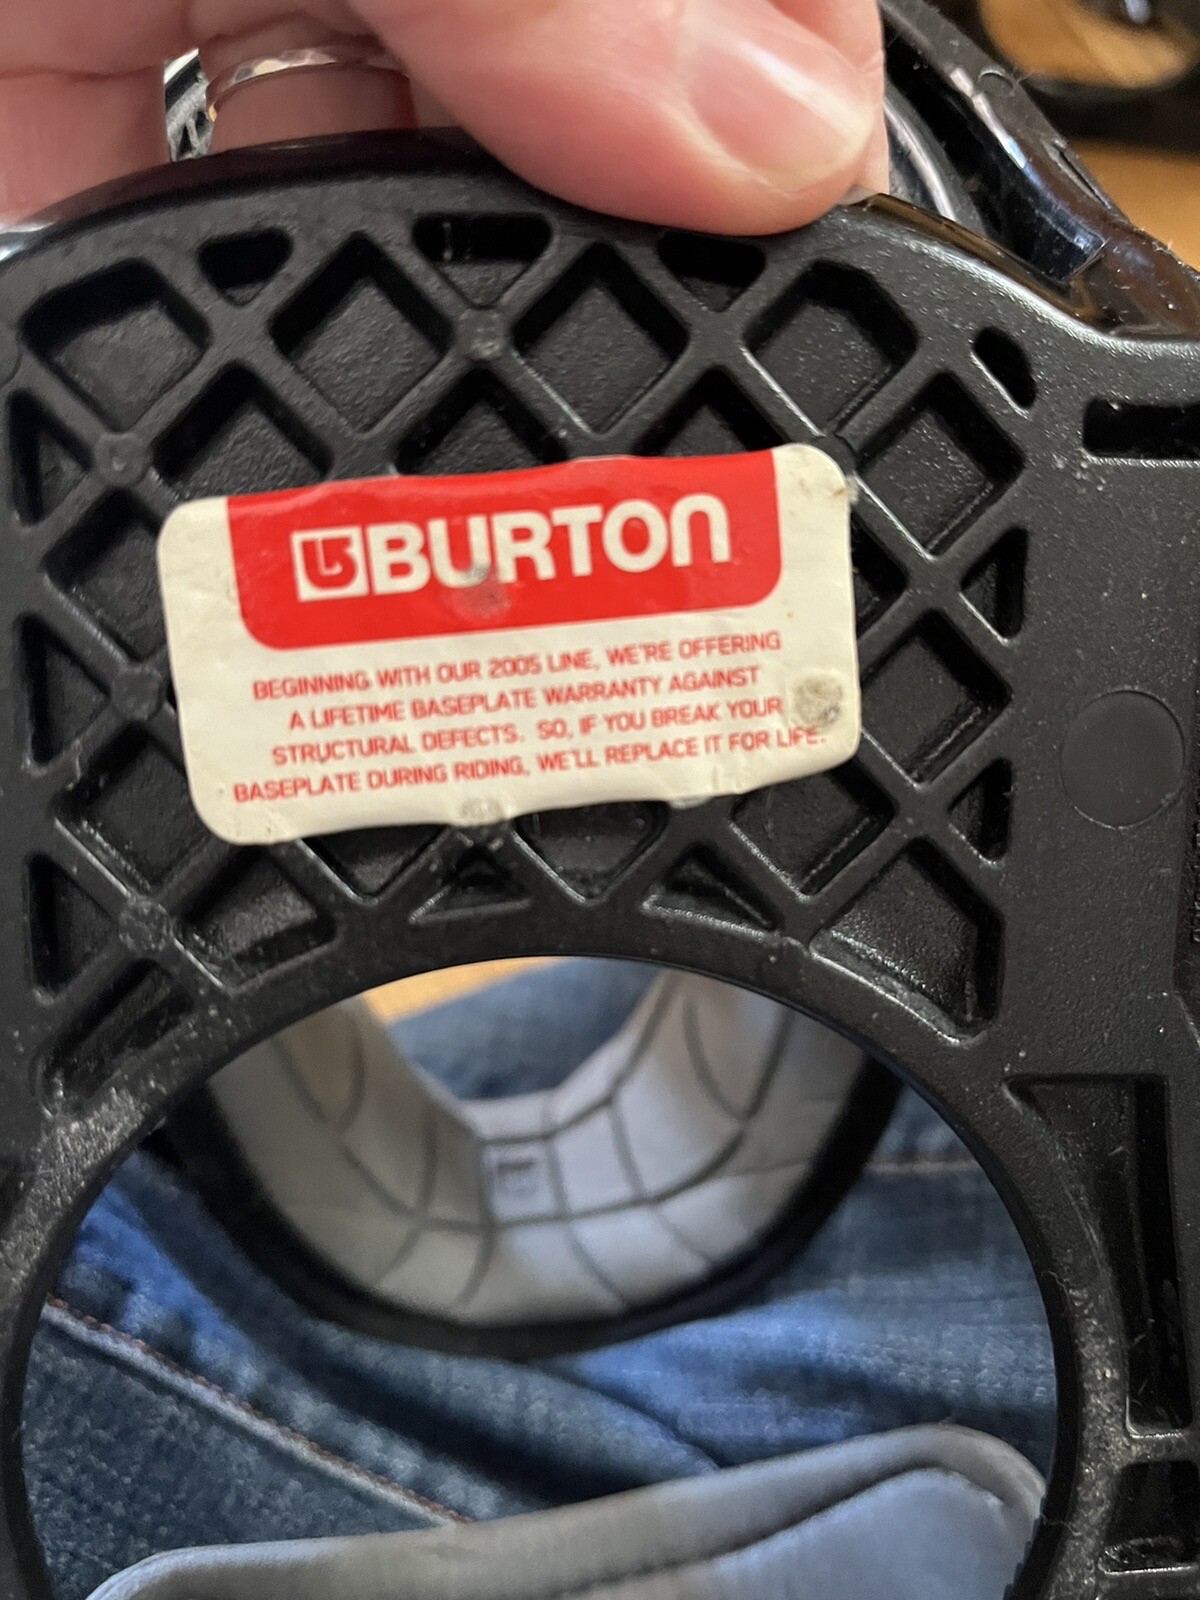 BURTON
BEGINNING WITH OUR 2005 LINE, WE'RE OFFERING
A LIFETIME BASEPLATE WARRANTY AGAINST
STRUCTURAL DEFECTS. SO, IF YOU BREAK YOUR
BASEPLATE DURING RIDING, WE'LL REPLACE IT FOR LIFE.